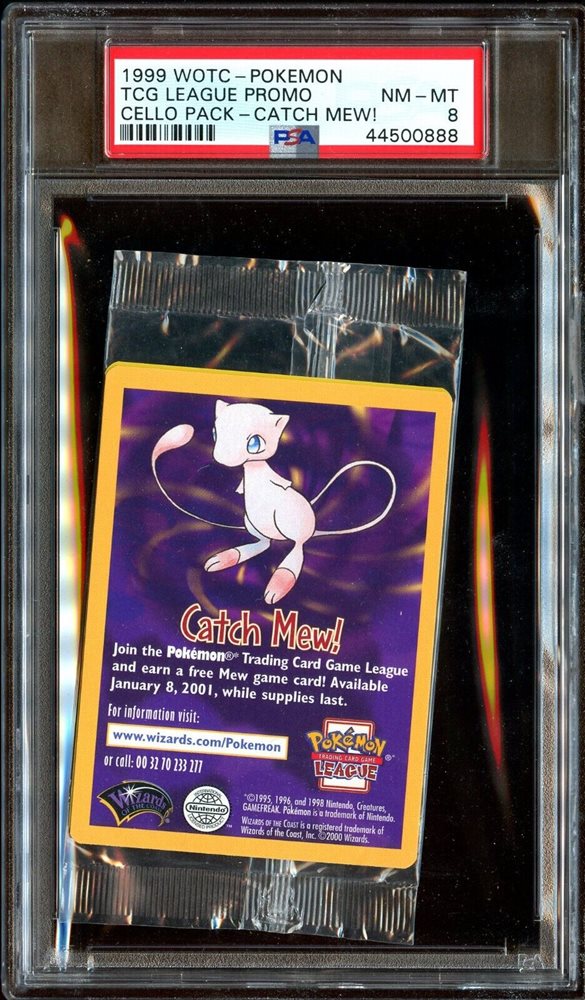 1999 WOTC-POKEMON
TCG LEAGUE PROMO NM-MT
CELLO PACK-CATCH MEW! 8
PSA 44500888
Catch Mew!
Join the Pokémon®* Trading Card Game League
and earn a free Mew game card! Available
January 8, 2001, while supplies last.
For information visit:
www.wizards.com/Pokemon
or call: 00 32 70 233 277
POKéMON
TRADING CARD GAME
LEAGUE ®
Wizards
OF THE COAST ®
Nintendo
™
*©1995, 1996, and 1998 Nintendo, Creatures,
GAMEFREAK. Pokémon is a trademark of Nintendo.
WIZARDS OF THE COAST is a registered trademark of
Wizards of the Coast, Inc. ©2000 Wizards.